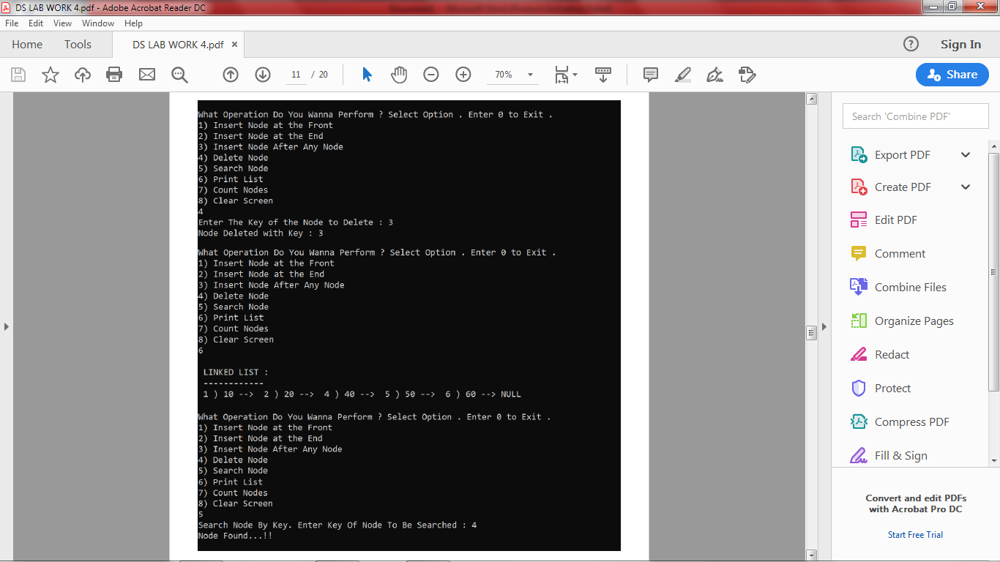 DS LAB WORK 4.pdf - Adobe Acrobat Reader DC
File Edit View Window Help
Home Tools DS LAB WORK 4.pdf × ? Sign In
11 / 20 70% Share
What Operation Do You Wanna Perform ? Select Option . Enter 0 to Exit .
1) Insert Node at the Front
2) Insert Node at the End
3) Insert Node After Any Node
4) Delete Node
5) Search Node
6) Print List
7) Count Nodes
8) Clear Screen
4
Enter The Key of the Node to Delete : 3
Node Deleted with Key : 3
What Operation Do You Wanna Perform ? Select Option . Enter 0 to Exit .
1) Insert Node at the Front
2) Insert Node at the End
3) Insert Node After Any Node
4) Delete Node
5) Search Node
6) Print List
7) Count Nodes
8) Clear Screen
6
LINKED LIST :
------------
1 ) 10 -->  2 ) 20 -->  4 ) 40 -->  5 ) 50 -->  6 ) 60 --> NULL
What Operation Do You Wanna Perform ? Select Option . Enter 0 to Exit .
1) Insert Node at the Front
2) Insert Node at the End
3) Insert Node After Any Node
4) Delete Node
5) Search Node
6) Print List
7) Count Nodes
8) Clear Screen
5
Search Node By Key. Enter Key Of Node To Be Searched : 4
Node Found...!!
Search 'Combine PDF'
Export PDF
Create PDF
Edit PDF
Comment
Combine Files
Organize Pages
Redact
Protect
Compress PDF
Fill & Sign
Convert and edit PDFs
with Acrobat Pro DC
Start Free Trial